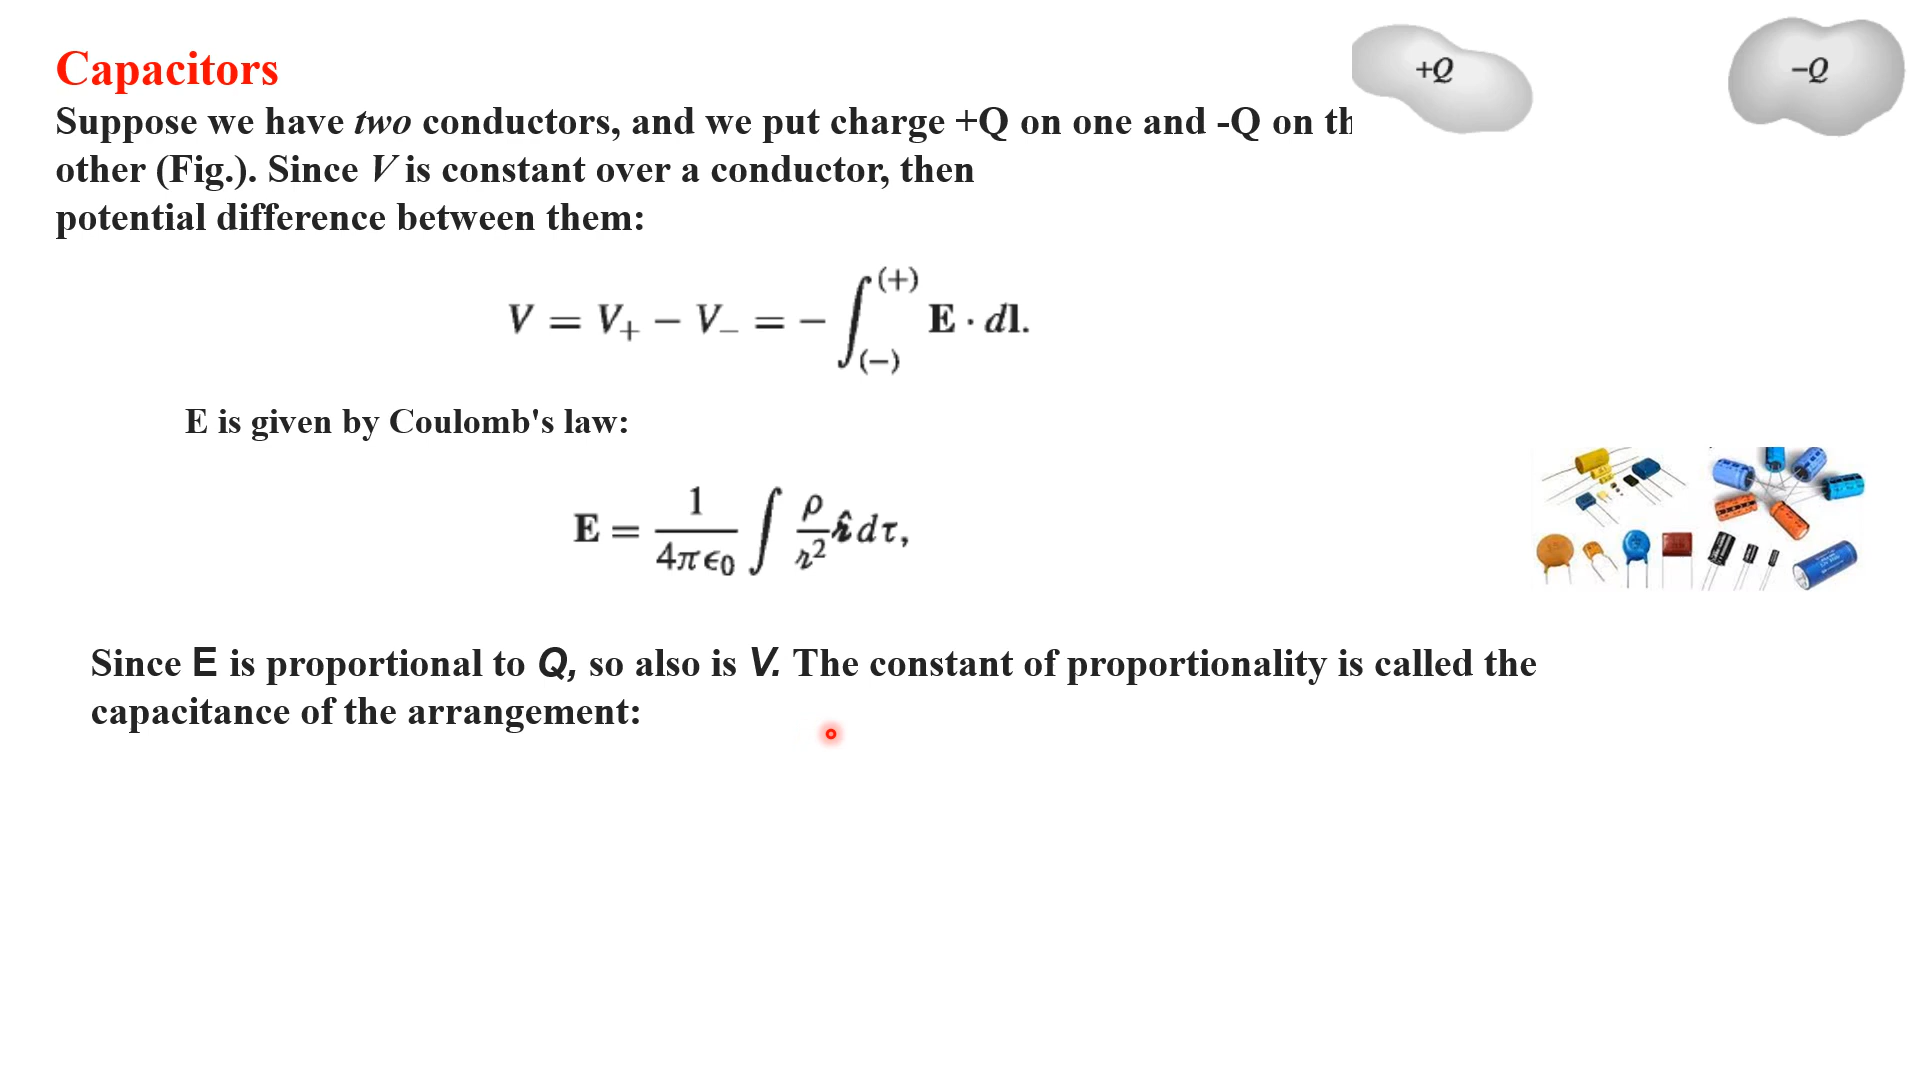 Capacitors
+Q
−Q
Suppose we have two conductors, and we put charge +Q on one and -Q on
other (Fig.). Since V is constant over a conductor, then
potential difference between them:
V = V₊ − V₋ = − ∫₍₋₎⁽⁺⁾ E · dl.
E is given by Coulomb's law:
E = 1/4πϵ₀ ∫ ρ/𝓇² 𝓇̂ dτ,
Since E is proportional to Q, so also is V. The constant of proportionality is called the
capacitance of the arrangement: